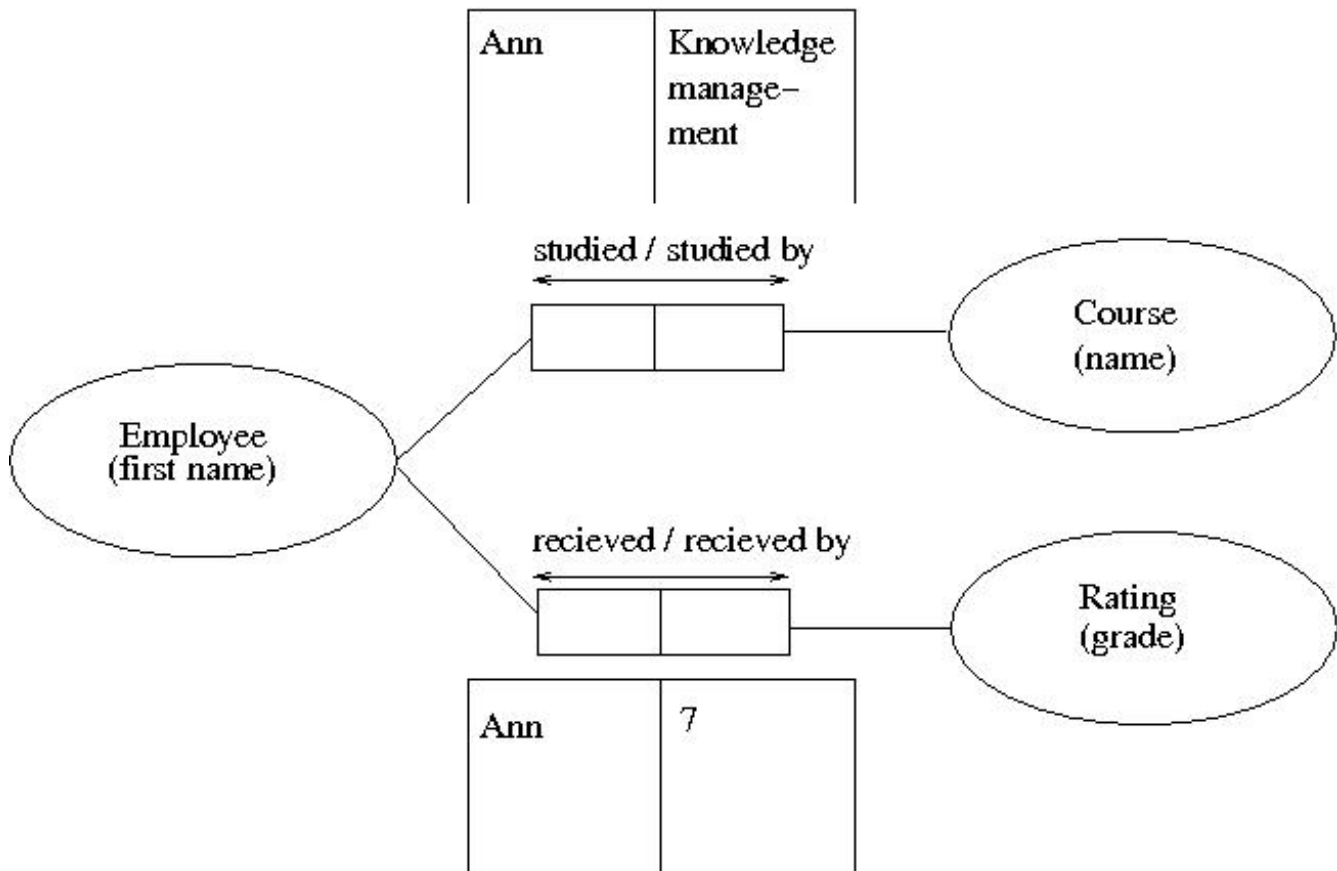 Ann
Knowledge
manage–
ment
studied / studied by
Course
(name)
Employee
(first name)
recieved / recieved by
Rating
(grade)
Ann
7